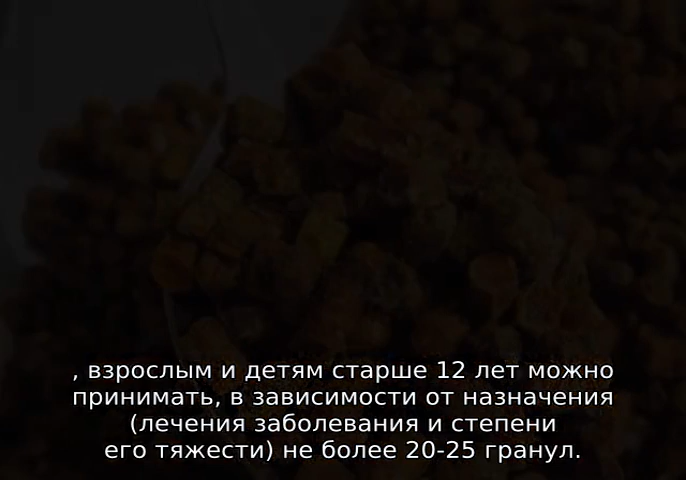 , взрослым и детям старше 12 лет можно
принимать, в зависимости от назначения
(лечения заболевания и степени
его тяжести) не более 20-25 гранул.